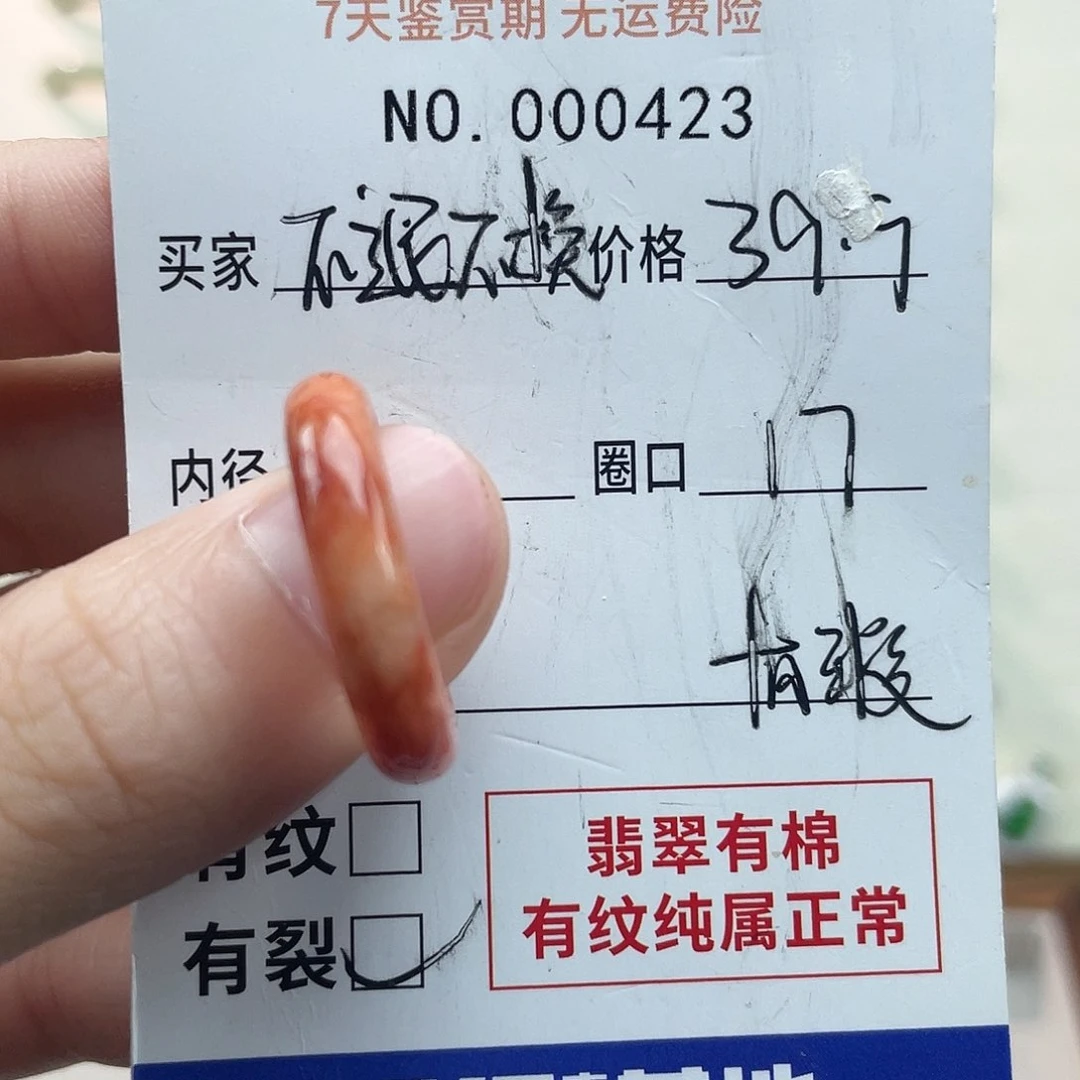 7天鉴赏期 无运费险
NO. 000423
买家 不退不换 价格 39.9
内径 圈口 17
有裂
有纹
有裂
翡翠有棉
有纹纯属正常